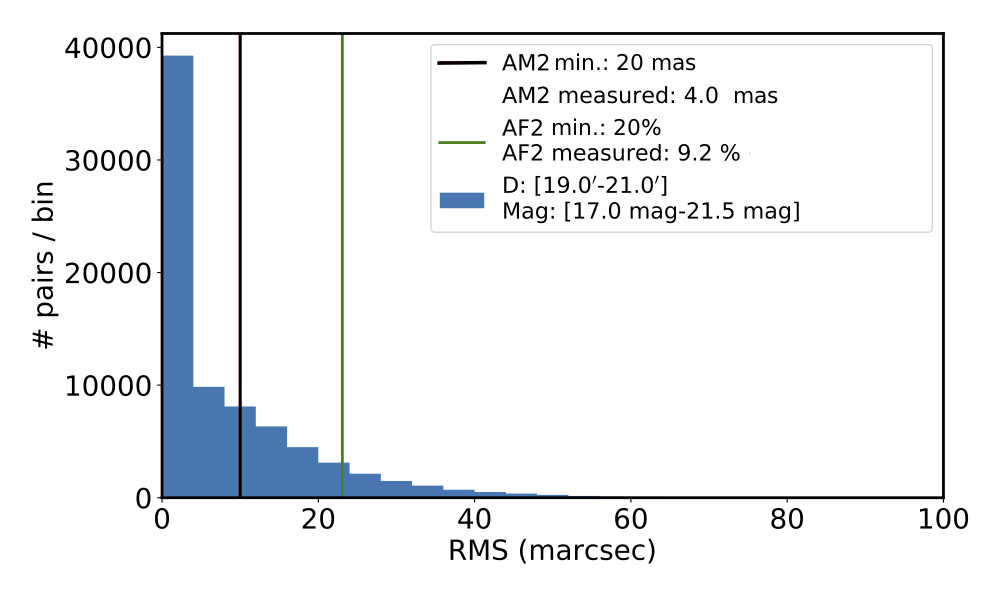 40000
30000
20000
10000
0
# pairs / bin
AM2 min.: 20 mas
AM2 measured: 4.0 mas
AF2 min.: 20%
AF2 measured: 9.2 %
D: [19.0′-21.0′]
Mag: [17.0 mag-21.5 mag]
0 20 40 60 80 100
RMS (marcsec)